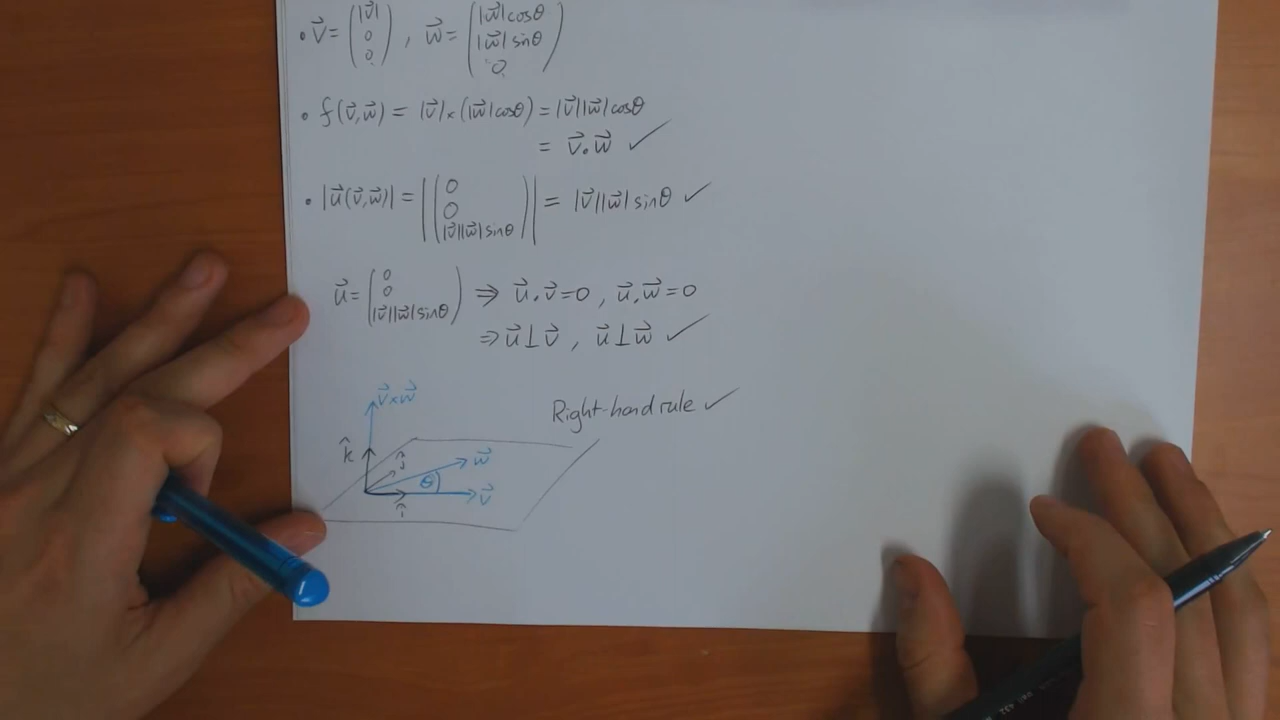 • v⃗ = (|v⃗| 0 0), w⃗ = (|w⃗|cosθ |w⃗|sinθ 0)
• f(v⃗,w⃗) = |v⃗|×(|w⃗|cosθ) = |v⃗||w⃗|cosθ
= v⃗•w⃗ ✓
• |u⃗(v⃗,w⃗)| = |(0 0 |v⃗||w⃗|sinθ)| = |v⃗||w⃗|sinθ ✓
u⃗ = (0 0 |v⃗||w⃗|sinθ) ⇒ u⃗.v⃗=0, u⃗.w⃗=0
⇒ u⃗⊥v⃗, u⃗⊥w⃗ ✓
v⃗×w⃗
Right-hand rule ✓
k̂
ĵ
w⃗
θ
v⃗
î